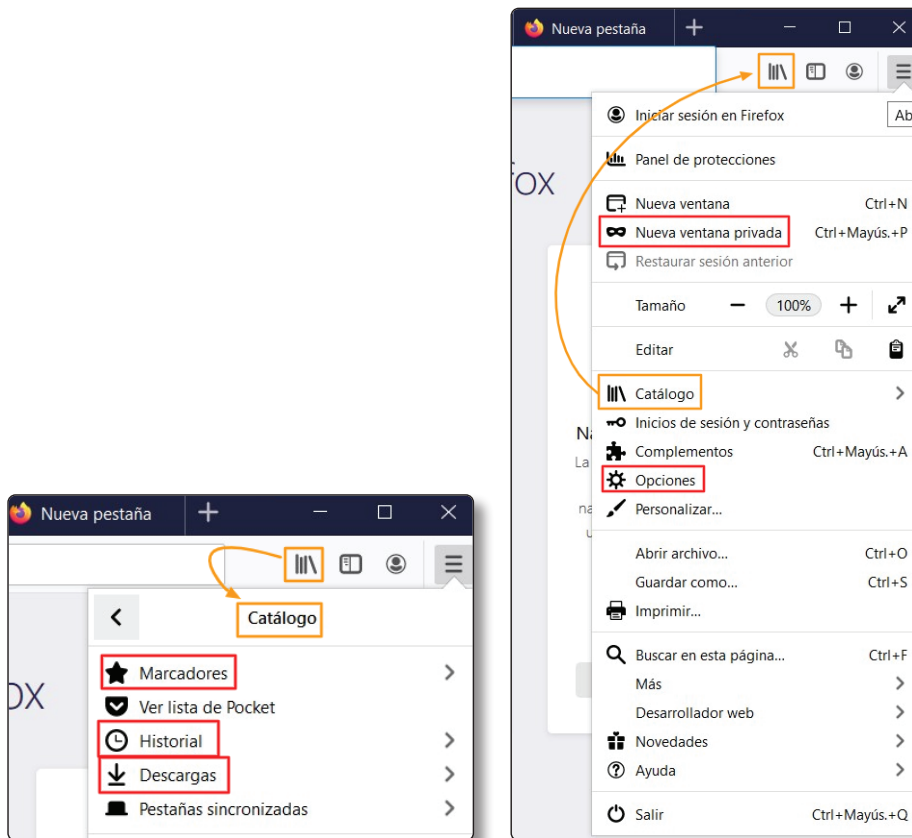 Nueva pestaña
Iniciar sesión en Firefox
Ab
Panel de protecciones
ox
Nueva ventana Ctrl+N
Nueva ventana privada Ctrl+Mayús.+P
Restaurar sesión anterior
Tamaño 100%
Editar
Catálogo
Inicios de sesión y contraseñas
Na
Complementos Ctrl+Mayús.+A
La
Opciones
na
Personalizar...
u
Abrir archivo... Ctrl+O
Guardar como... Ctrl+S
Imprimir...
Buscar en esta página... Ctrl+F
Más
Desarrollador web
Novedades
Ayuda
Salir Ctrl+Mayús.+Q
Nueva pestaña
Catálogo
Marcadores
ox
Ver lista de Pocket
Historial
Descargas
Pestañas sincronizadas